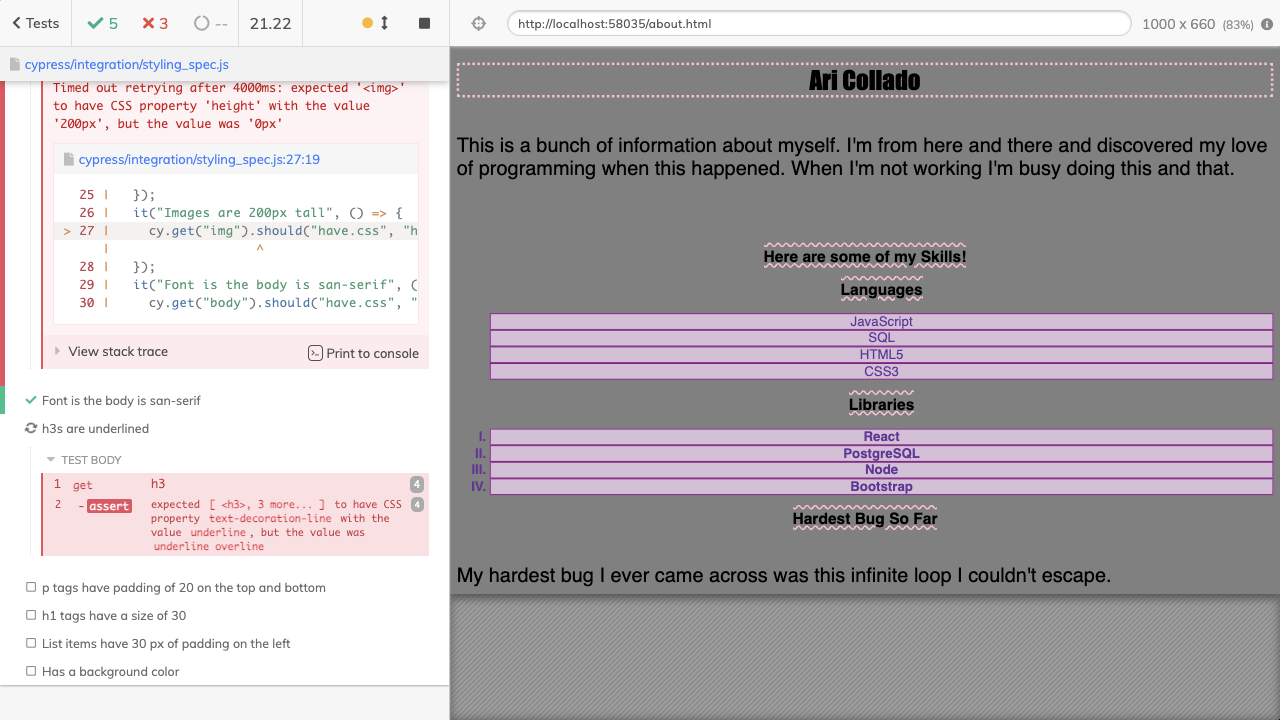 Tests
5
3
--
21.22
http://localhost:58035/about.html
1000 x 660 (83%)
cypress/integration/styling_spec.js
Timed out retrying after 4000ms: expected '<img>'
to have CSS property 'height' with the value
'200px', but the value was '0px'
cypress/integration/styling_spec.js:27:19
25 | });
26 | it("Images are 200px tall", () => {
> 27 | cy.get("img").should("have.css", "h
| ^
28 | });
29 | it("Font is the body is san-serif", (
30 | cy.get("body").should("have.css", "
View stack trace
Print to console
Font is the body is san-serif
h3s are underlined
TEST BODY
1 get h3 4
2 -assert expected [ <h3>, 3 more... ] to have CSS 4
property text-decoration-line with the
value underline, but the value was
underline overline
p tags have padding of 20 on the top and bottom
h1 tags have a size of 30
List items have 30 px of padding on the left
Has a background color
Ari Collado
This is a bunch of information about myself. I'm from here and there and discovered my love
of programming when this happened. When I'm not working I'm busy doing this and that.
Here are some of my Skills!
Languages
JavaScript
SQL
HTML5
CSS3
Libraries
I. React
II. PostgreSQL
III. Node
IV. Bootstrap
Hardest Bug So Far
My hardest bug I ever came across was this infinite loop I couldn't escape.